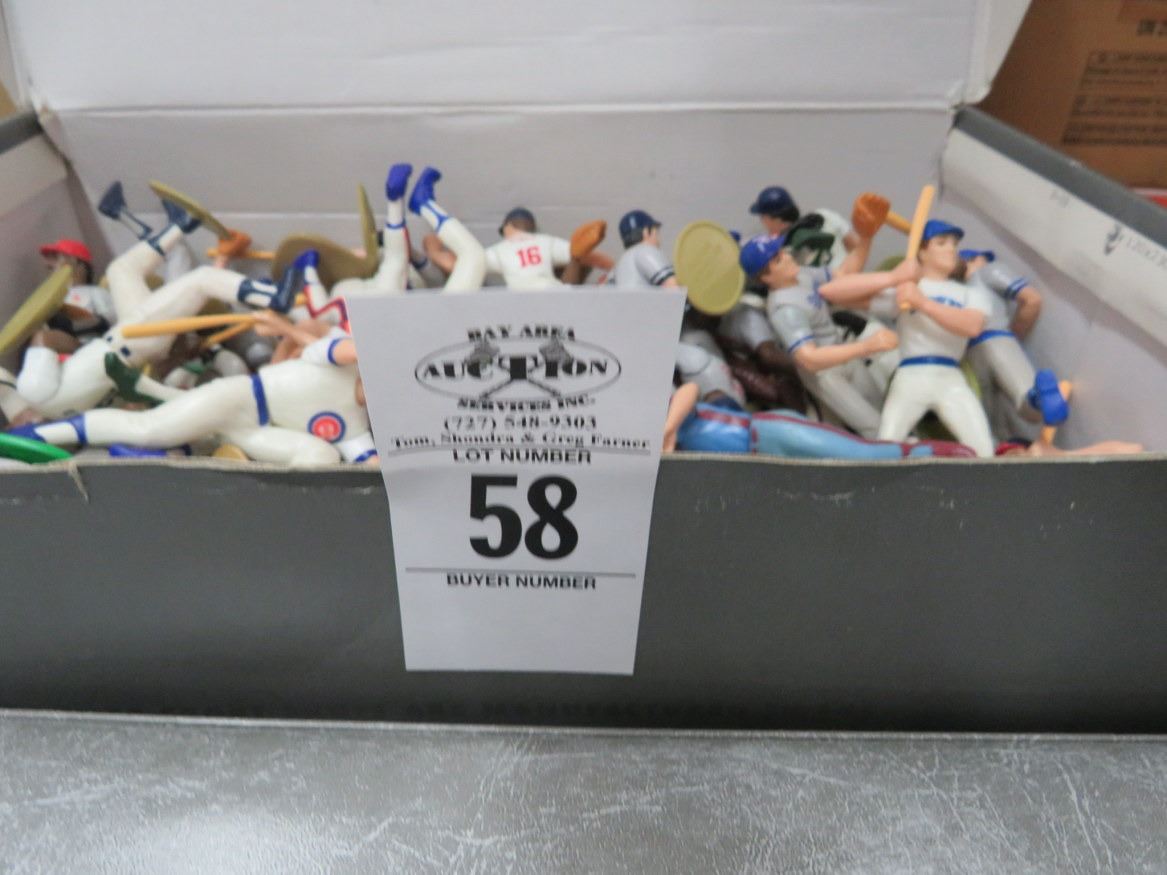 BAY AREA
AUCTION
SERVICES INC.
(727) 548-9303
Tom, Shondra & Greg Farner
LOT NUMBER
58
BUYER NUMBER
16